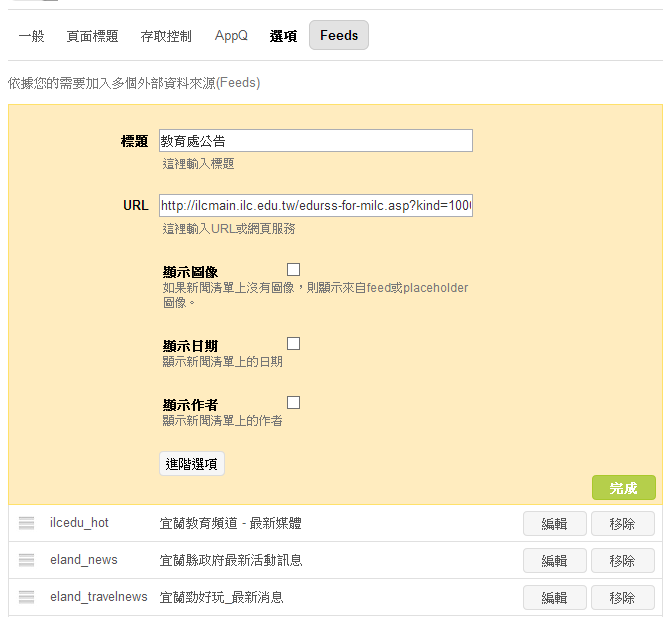 一般 頁面標題 存取控制 AppQ 選項 Feeds
依據您的需要加入多個外部資料來源(Feeds)
標題 教育處公告
這裡輸入標題
URL http://ilcmain.ilc.edu.tw/edurss-for-milc.asp?kind=100
這裡輸入URL或網頁服務
顯示圖像
如果新聞清單上沒有圖像，則顯示來自feed或placeholder
圖像。
顯示日期
顯示新聞清單上的日期
顯示作者
顯示新聞清單上的作者
進階選項
完成
ilcedu_hot 宜蘭教育頻道 - 最新媒體 編輯 移除
eland_news 宜蘭縣政府最新活動訊息 編輯 移除
eland_travelnews 宜蘭勁好玩_最新消息 編輯 移除